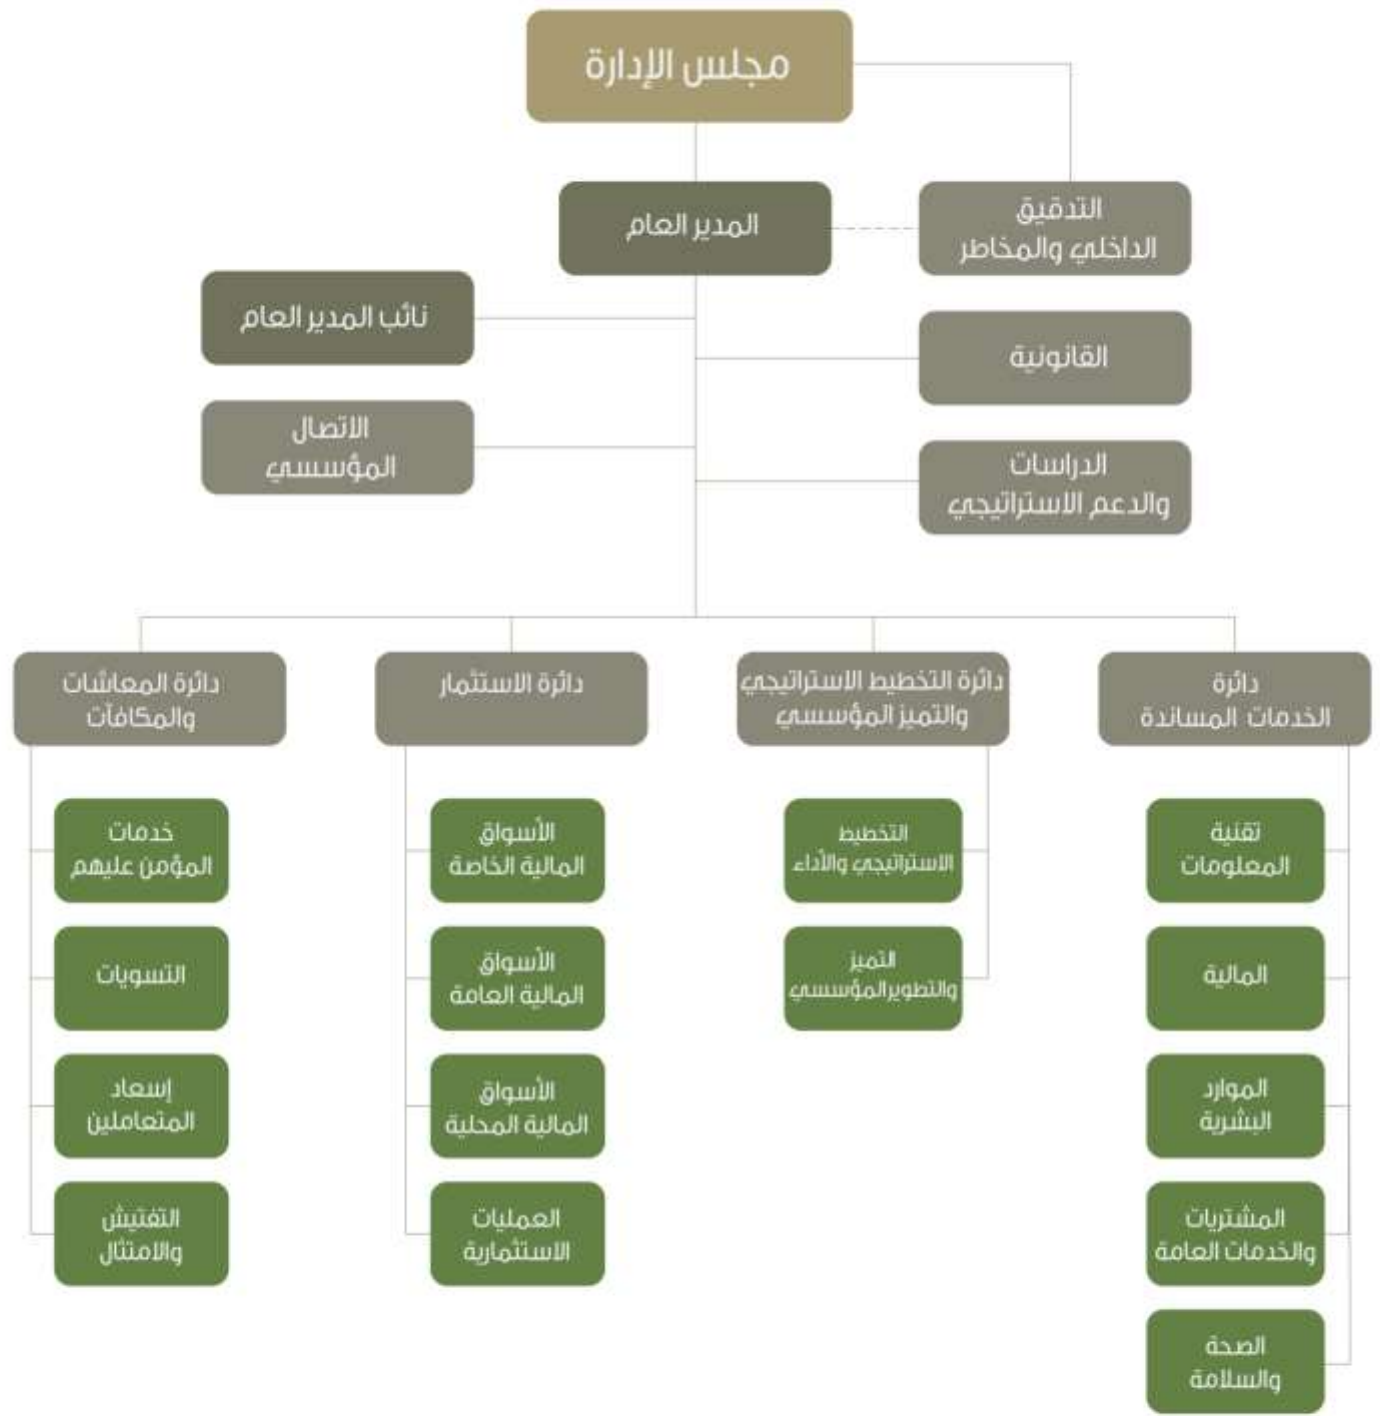 مجلس الإدارة
المدير العام
التدقيق
الداخلي والمخاطر
نائب المدير العام
القانونية
الاتصال
المؤسسي
الدراسات
والدعم الاستراتيجي
دائرة
الخدمات المساندة
تقنية
المعلومات
المالية
الموارد
البشرية
المشتريات
والخدمات العامة
الصحة
والسلامة
دائرة التخطيط الاستراتيجي
والتميز المؤسسي
التخطيط
الاستراتيجي والأداء
التميز
والتطويرالمؤسسي
دائرة الاستثمار
الأسواق
المالية الخاصة
الأسواق
المالية العامة
الأسواق
المالية المحلية
العمليات
الاستثمارية
دائرة المعاشات
والمكافآت
خدمات
المؤمن عليهم
التسويات
إسعاد
المتعاملين
التفتيش
والامتثال